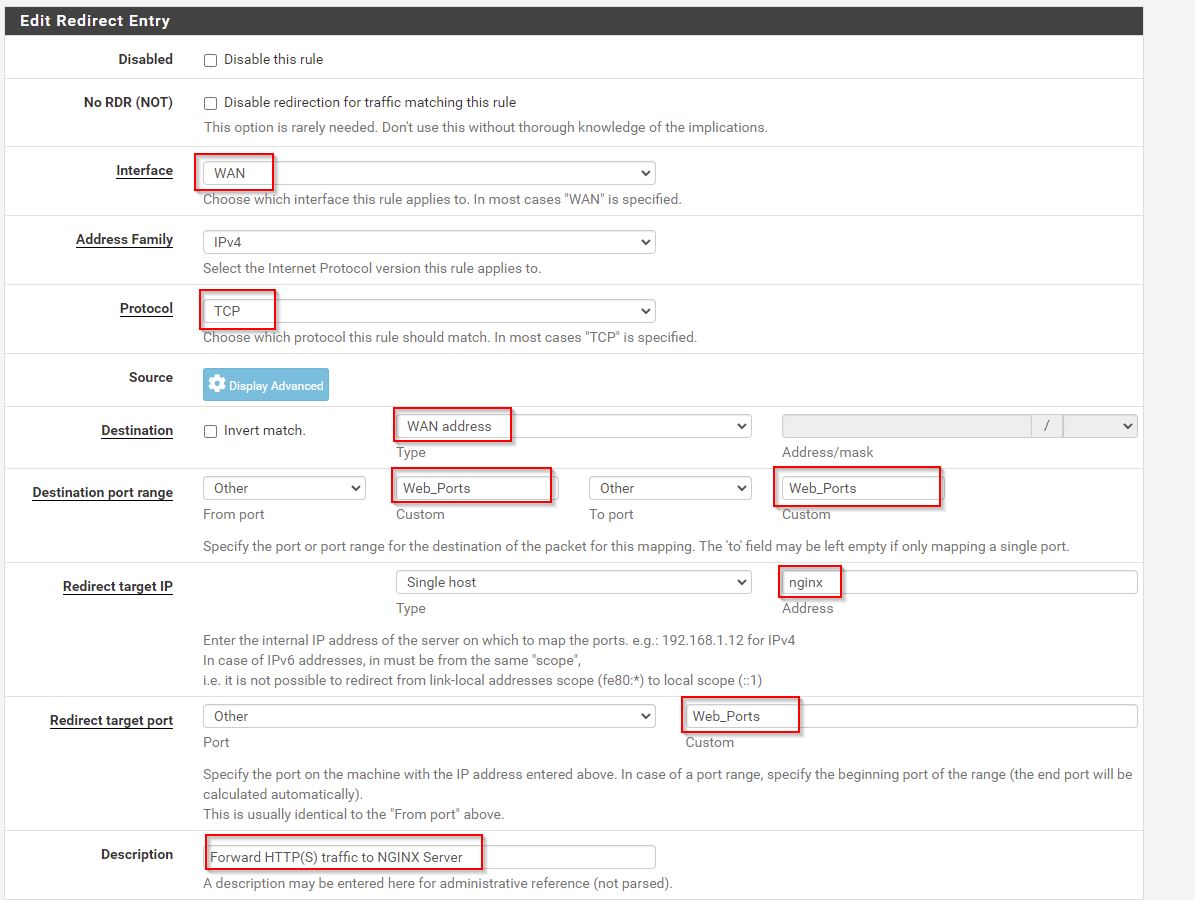 Edit Redirect Entry
Disabled Disable this rule
No RDR (NOT) Disable redirection for traffic matching this rule
This option is rarely needed. Don't use this without thorough knowledge of the implications.
Interface WAN
Choose which interface this rule applies to. In most cases "WAN" is specified.
Address Family IPv4
Select the Internet Protocol version this rule applies to.
Protocol TCP
Choose which protocol this rule should match. In most cases "TCP" is specified.
Source Display Advanced
Destination Invert match. WAN address /
Type Address/mask
Destination port range Other Web_Ports Other Web_Ports
From port Custom To port Custom
Specify the port or port range for the destination of the packet for this mapping. The 'to' field may be left empty if only mapping a single port.
Redirect target IP Single host nginx
Type Address
Enter the internal IP address of the server on which to map the ports. e.g.: 192.168.1.12 for IPv4
In case of IPv6 addresses, in must be from the same "scope",
i.e. it is not possible to redirect from link-local addresses scope (fe80:*) to local scope (::1)
Redirect target port Other Web_Ports
Port Custom
Specify the port on the machine with the IP address entered above. In case of a port range, specify the beginning port of the range (the end port will be
calculated automatically).
This is usually identical to the "From port" above.
Description Forward HTTP(S) traffic to NGINX Server
A description may be entered here for administrative reference (not parsed).